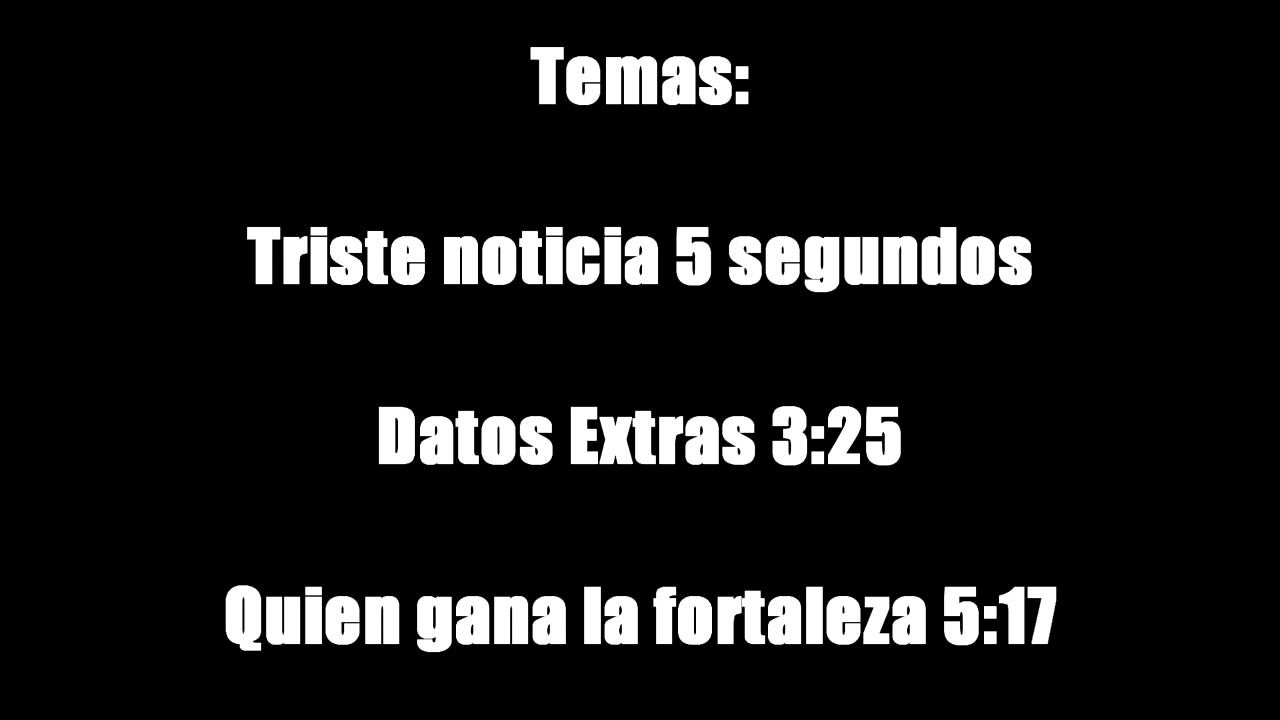 Temas:
Triste noticia 5 segundos
Datos Extras 3:25
Quien gana la fortaleza 5:17